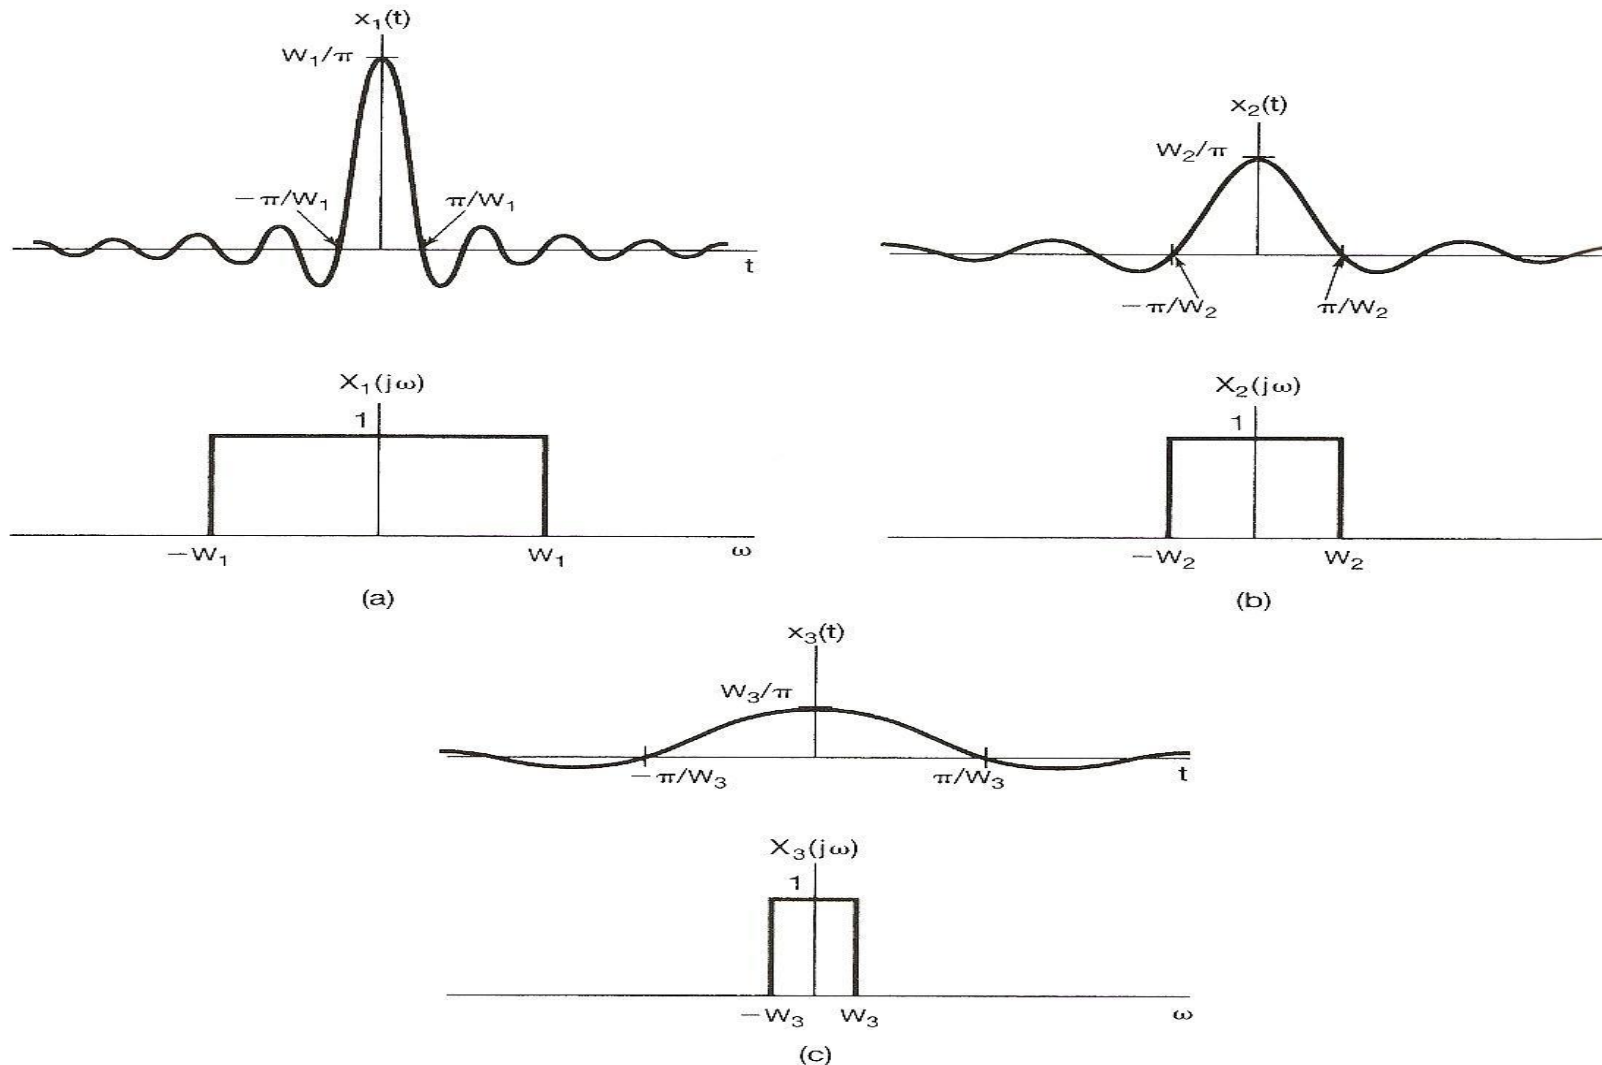 x₁(t)
W₁/π
−π/W₁
π/W₁
t
X₁(jω)
1
−W₁
W₁
ω
(a)
x₂(t)
W₂/π
−π/W₂
π/W₂
X₂(jω)
1
−W₂
W₂
(b)
x₃(t)
W₃/π
−π/W₃
π/W₃
t
X₃(jω)
1
−W₃
W₃
ω
(c)